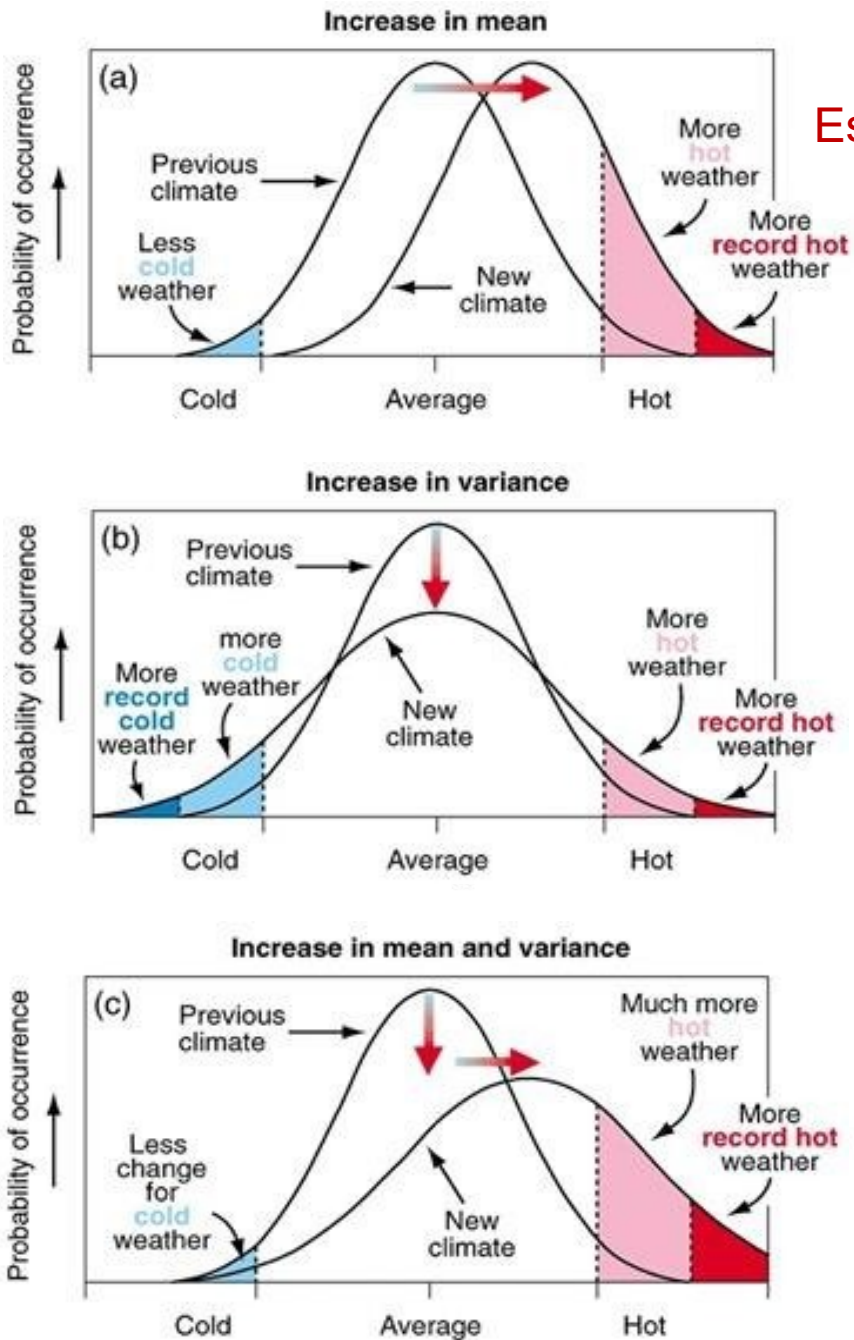 Increase in mean
(a)
Es
Probability of occurrence
Previous
climate
More
hot
weather
More
record hot
weather
Less
cold
weather
New
climate
Cold
Average
Hot
Increase in variance
(b)
Probability of occurrence
Previous
climate
more
cold
weather
More
record
cold
weather
New
climate
More
hot
weather
More
record hot
weather
Cold
Average
Hot
Increase in mean and variance
(c)
Probability of occurrence
Previous
climate
Much more
hot
weather
More
record hot
weather
Less
change
for
cold
weather
New
climate
Cold
Average
Hot